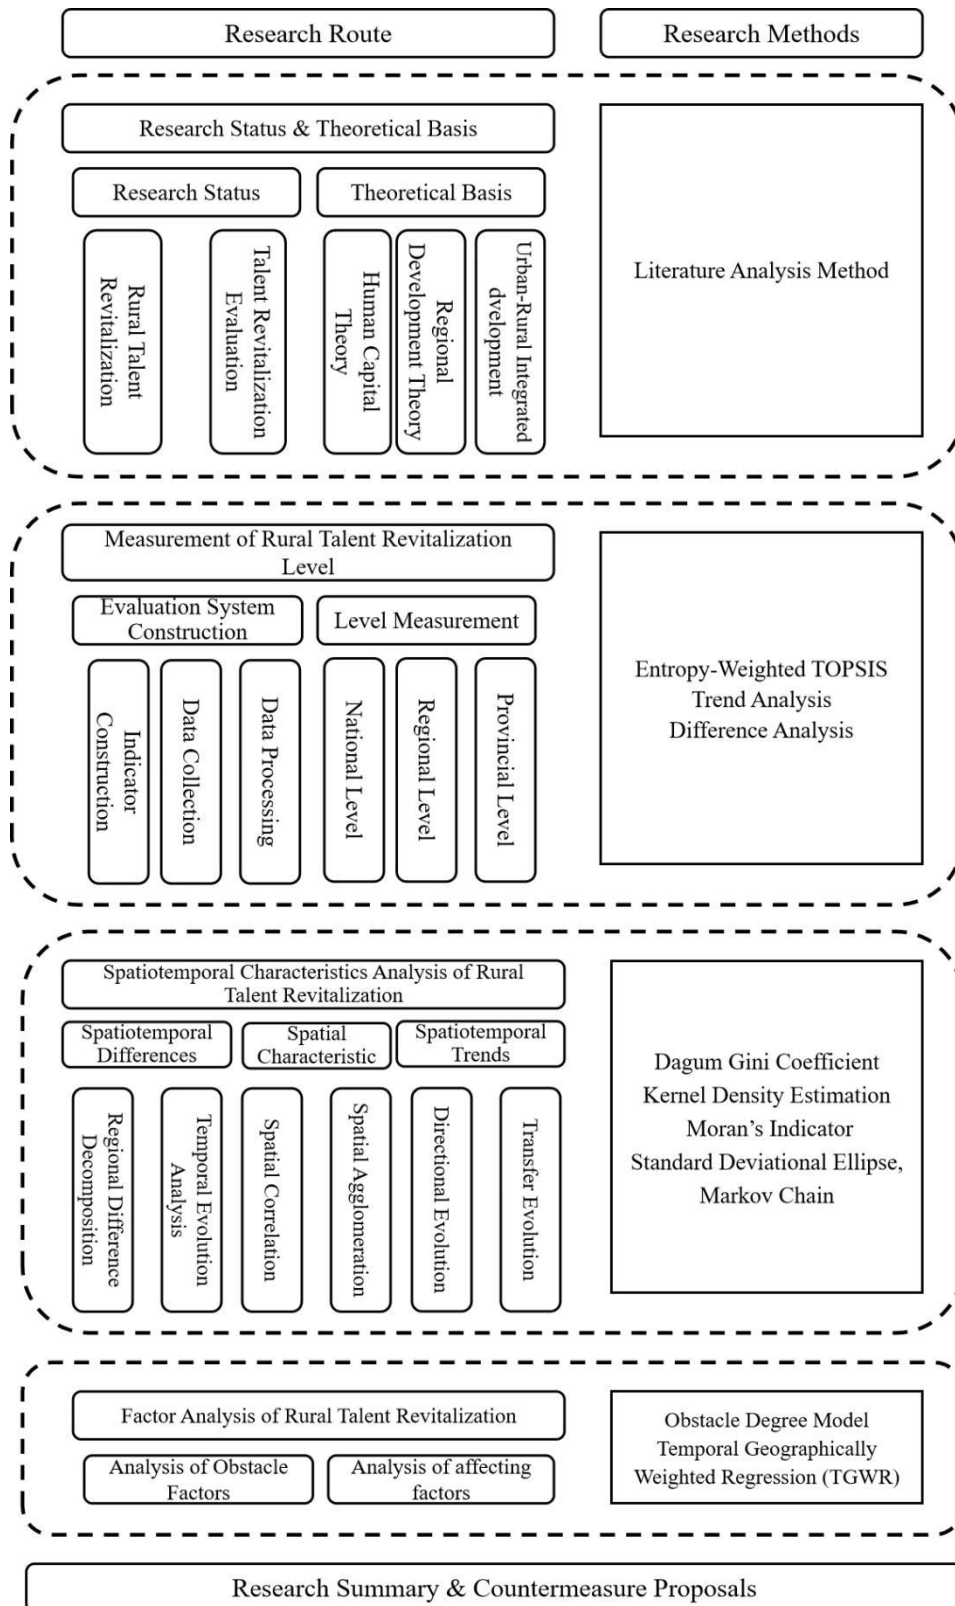 Research Route
Research Methods
Research Status & Theoretical Basis
Research Status
Theoretical Basis
Rural Talent
Revitalization
Talent Revitalization
Evaluation
Human Capital
Theory
Regional
Development Theory
Urban-Rural Integrated
dvelopment
Literature Analysis Method
Measurement of Rural Talent Revitalization
Level
Evaluation System
Construction
Level Measurement
Indicator
Construction
Data Collection
Data Processing
National Level
Regional Level
Provincial Level
Entropy-Weighted TOPSIS
Trend Analysis
Difference Analysis
Spatiotemporal Characteristics Analysis of Rural
Talent Revitalization
Spatiotemporal
Differences
Spatial
Characteristic
Spatiotemporal
Trends
Regional Difference
Decomposition
Temporal Evolution
Analysis
Spatial Correlation
Spatial Agglomeration
Directional Evolution
Transfer Evolution
Dagum Gini Coefficient
Kernel Density Estimation
Moran’s Indicator
Standard Deviational Ellipse,
Markov Chain
Factor Analysis of Rural Talent Revitalization
Analysis of Obstacle
Factors
Analysis of affecting
factors
Obstacle Degree Model
Temporal Geographically
Weighted Regression (TGWR)
Research Summary & Countermeasure Proposals